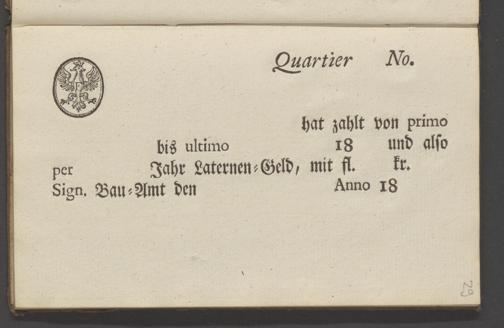 Quartier No.
hat zahlt von primo
bis ultimo 18 und also
per Jahr Laternen-Geld, mit fl. kr.
Sign. Bau-Amt den Anno 18